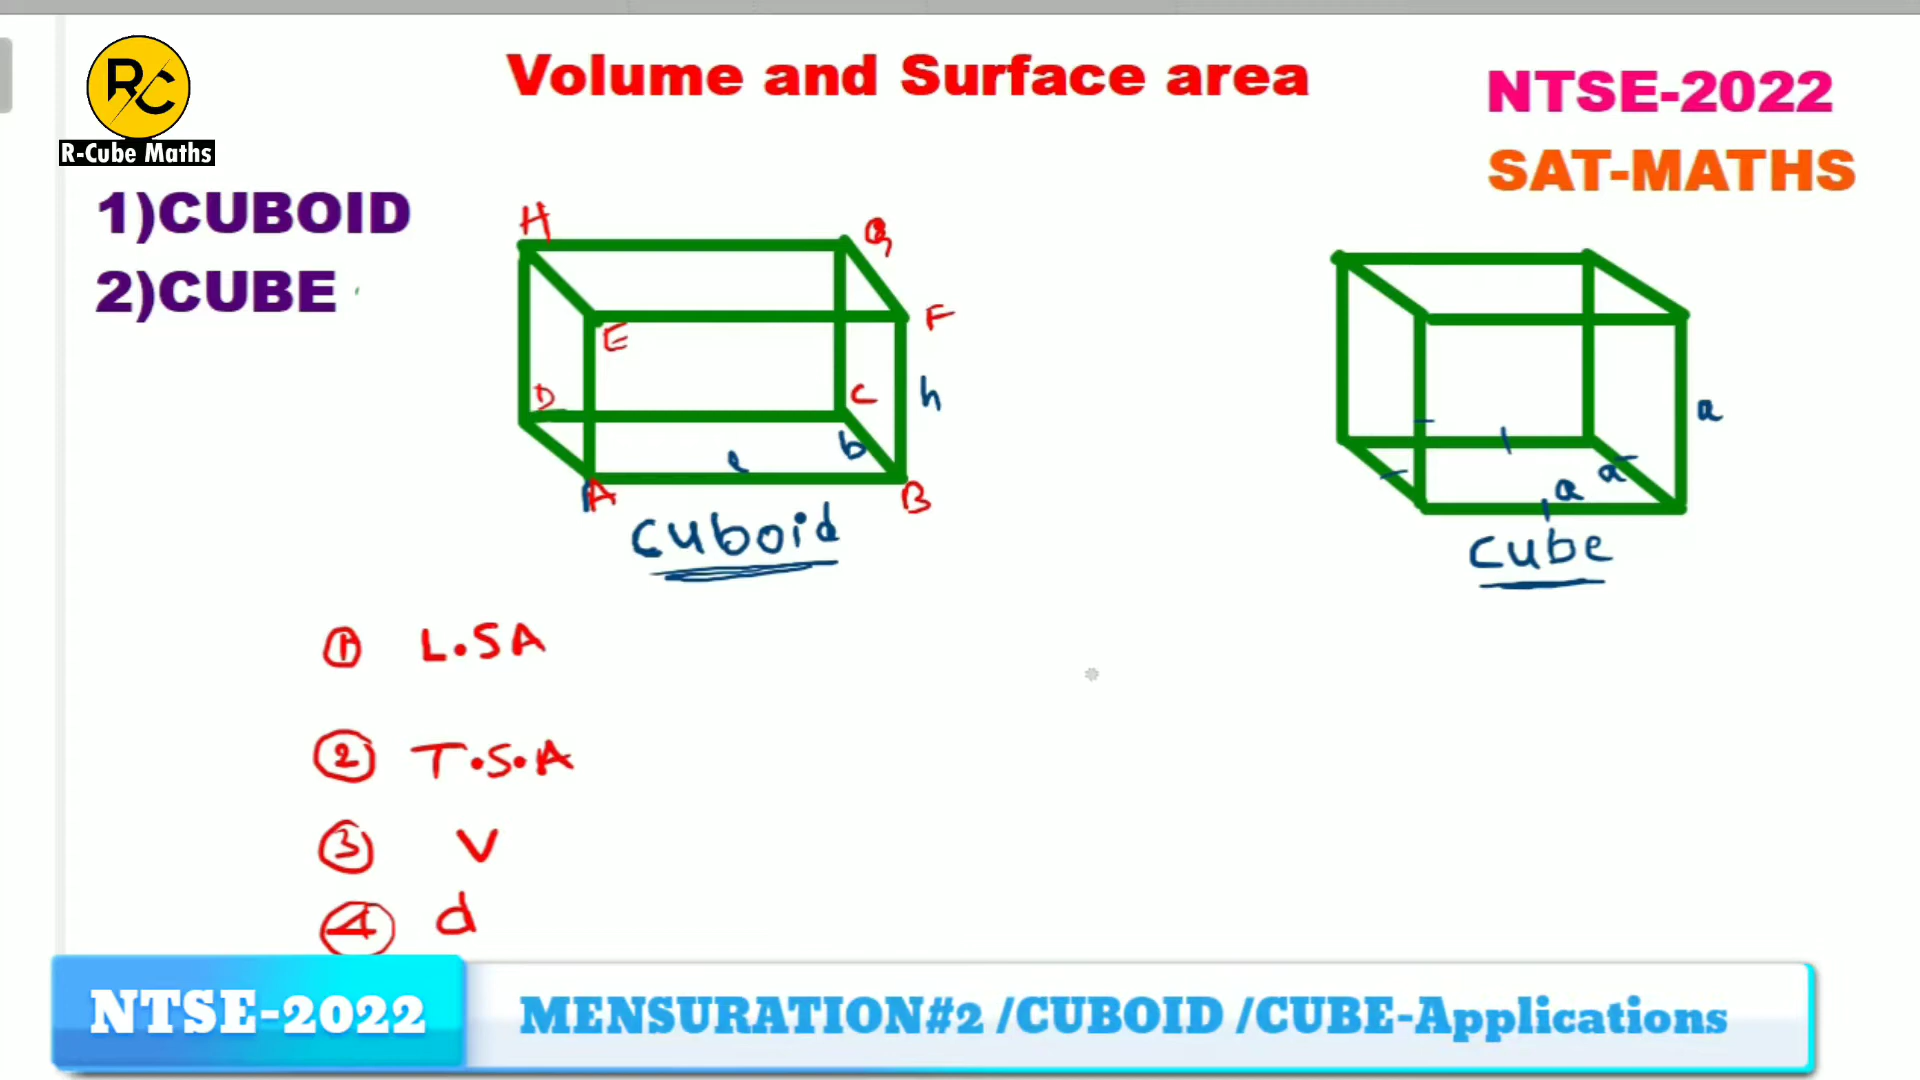 Volume and Surface area
NTSE-2022
SAT-MATHS
RC
R-Cube Maths
1)CUBOID
2)CUBE
H
G
E
F
D
C
h
b
l
A
B
cuboid
a
a
a
cube
1 L.SA
2 T.S.A
3 V
4 d
NTSE-2022
MENSURATION#2 /CUBOID /CUBE-Applications